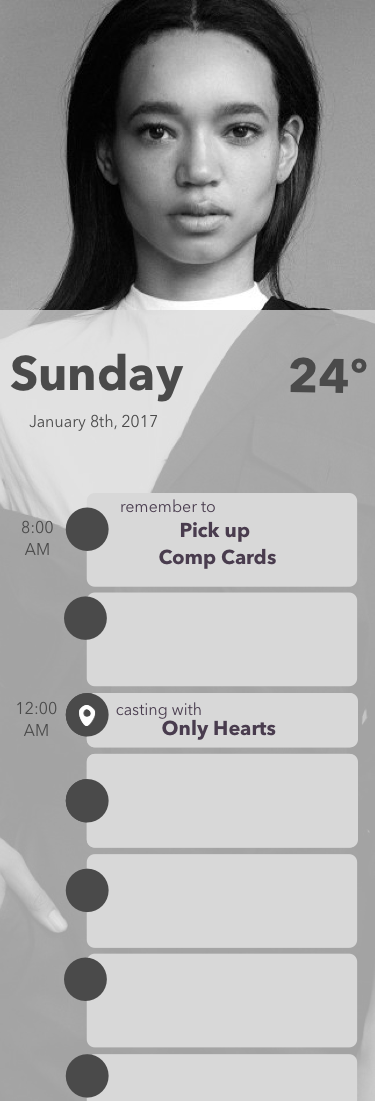 Sunday
24°
January 8th, 2017
8:00
AM
remember to
Pick up
Comp Cards
12:00
AM
casting with
Only Hearts